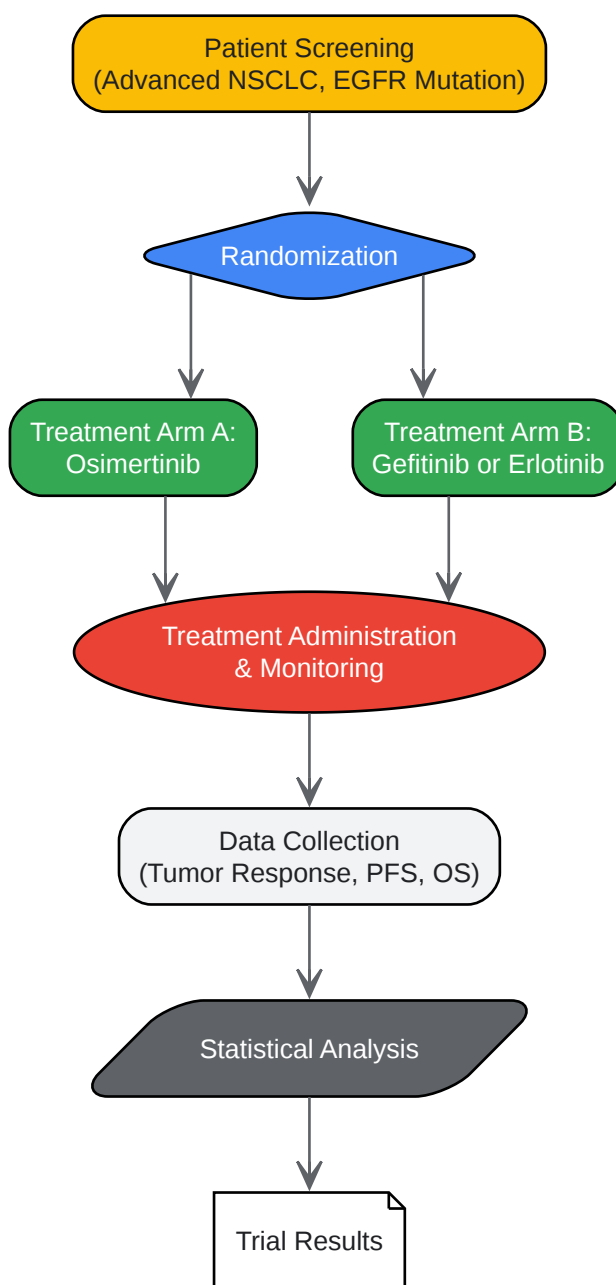 Patient Screening
(Advanced NSCLC, EGFR Mutation)
Randomization
Treatment Arm A:
Osimertinib
Treatment Arm B:
Gefitinib or Erlotinib
Treatment Administration
& Monitoring
Data Collection
(Tumor Response, PFS, OS)
Statistical Analysis
Trial Results